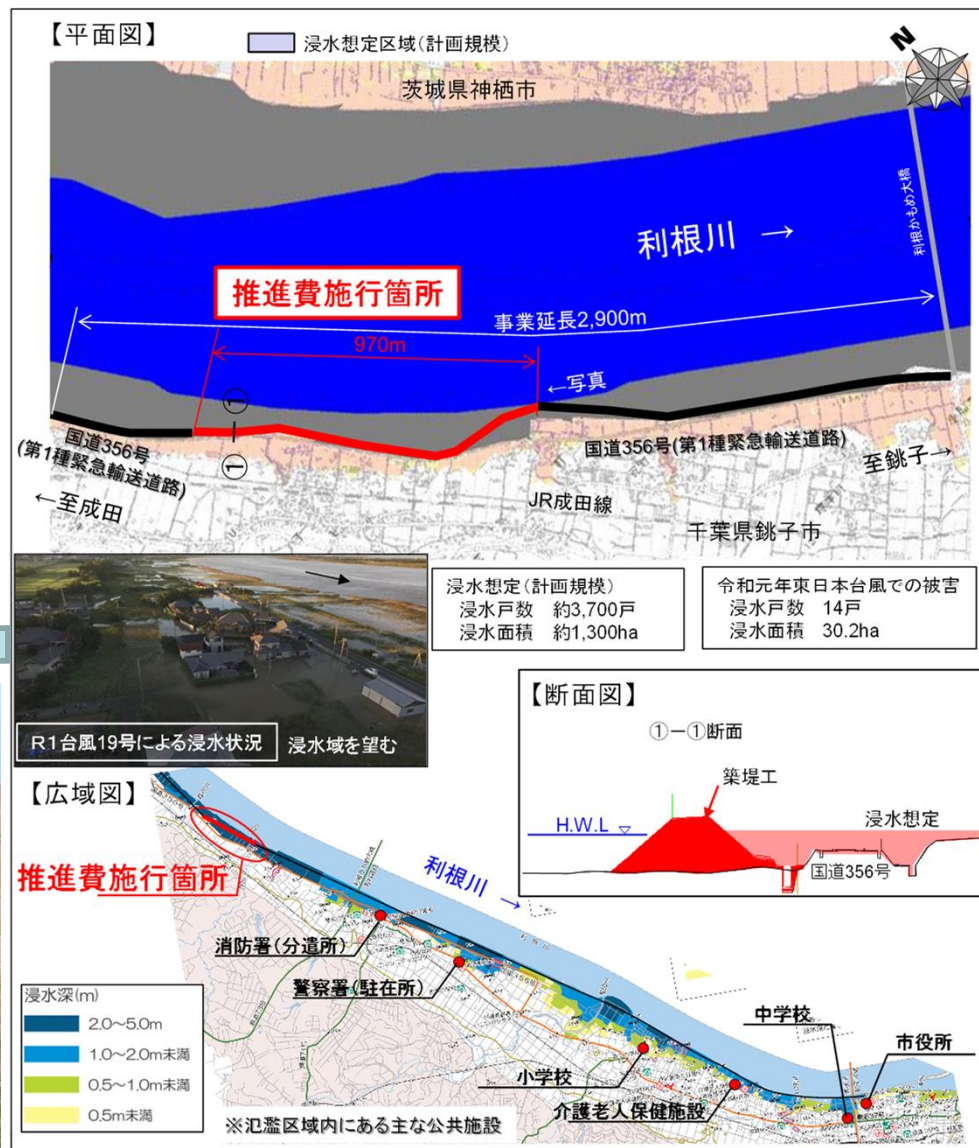 【平面図】
浸水想定区域(計画規模)
N
茨城県神栖市
利根かもめ大橋
利根川 →
推進費施行箇所
事業延長2,900m
970m
←写真
①
①
国道356号
(第1種緊急輸送道路)
国道356号(第1種緊急輸送道路)
至銚子→
←至成田
JR成田線
千葉県銚子市
浸水想定(計画規模)
浸水戸数 約3,700戸
浸水面積 約1,300ha
令和元年東日本台風での被害
浸水戸数 14戸
浸水面積 30.2ha
R1台風19号による浸水状況
浸水域を望む
【断面図】
①-①断面
築堤工
H.W.L
浸水想定
国道356号
【広域図】
推進費施行箇所
利根川 →
消防署(分遣所)
警察署(駐在所)
中学校
市役所
小学校
介護老人保健施設
浸水深(m)
2.0~5.0m
1.0~2.0m未満
0.5~1.0m未満
0.5m未満
※氾濫区域内にある主な公共施設